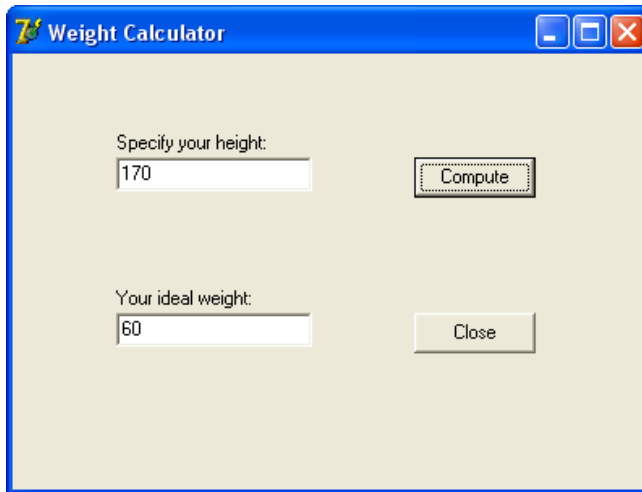 Weight Calculator
Specify your height:
170
Compute
Your ideal weight:
60
Close